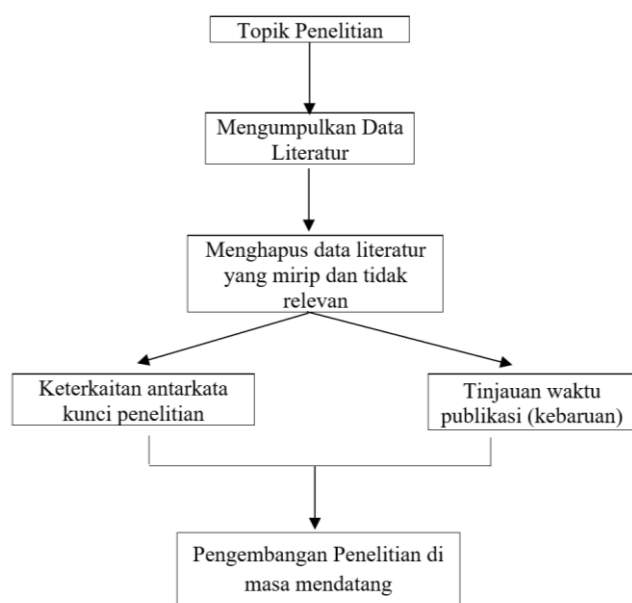 Topik Penelitian
Mengumpulkan Data
Literatur
Menghapus data literatur
yang mirip dan tidak
relevan
Keterkaitan antarkata
kunci penelitian
Tinjauan waktu
publikasi (kebaruan)
Pengembangan Penelitian di
masa mendatang